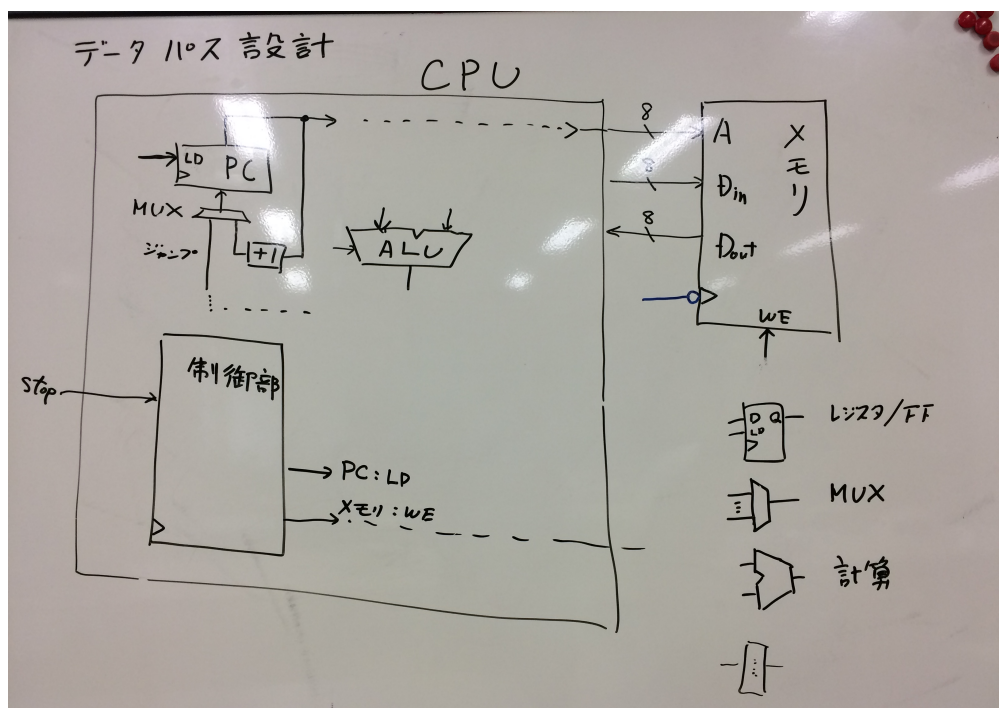 データパス設計
CPU
LD PC
MUX
ジャンプ
+1
ALU
8
A
メモリ
8
Din
8
Dout
WE
stop
制御部
PC:LD
メモリ:WE
D Q
LD
レジスタ/FF
MUX
計算